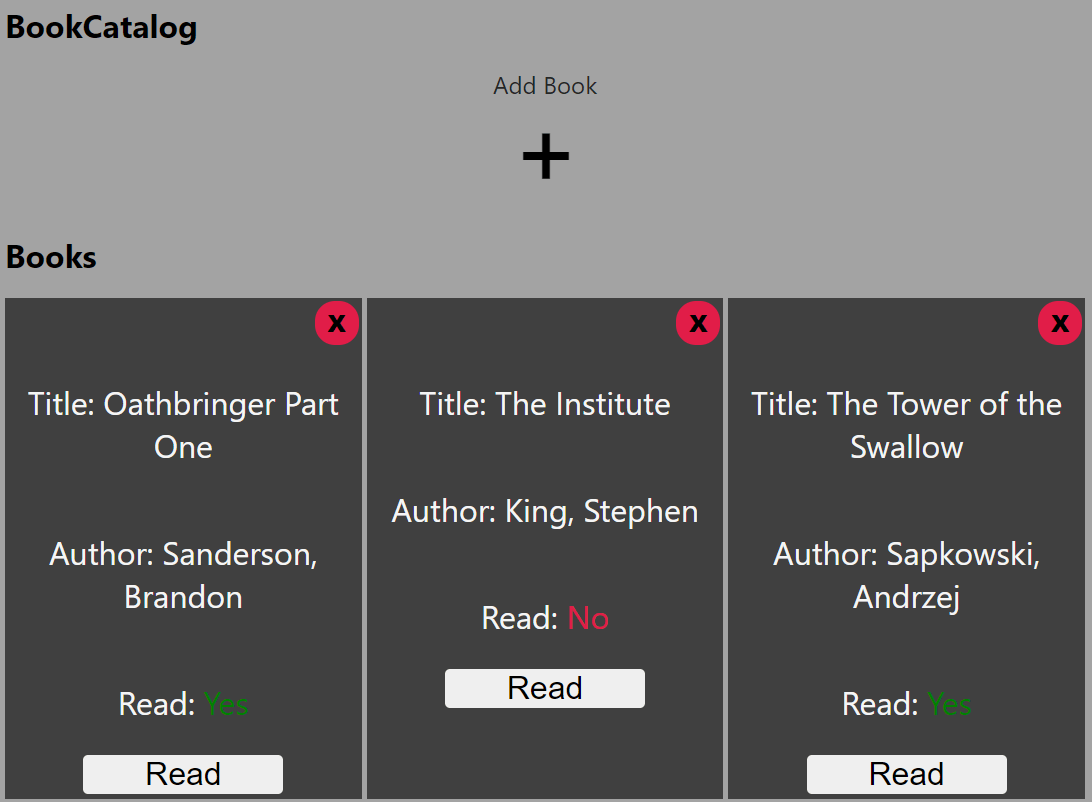 BookCatalog
Add Book
+
Books
x
Title: Oathbringer Part
One
Author: Sanderson,
Brandon
Read: Yes
Read
x
Title: The Institute
Author: King, Stephen
Read: No
Read
x
Title: The Tower of the
Swallow
Author: Sapkowski,
Andrzej
Read: Yes
Read